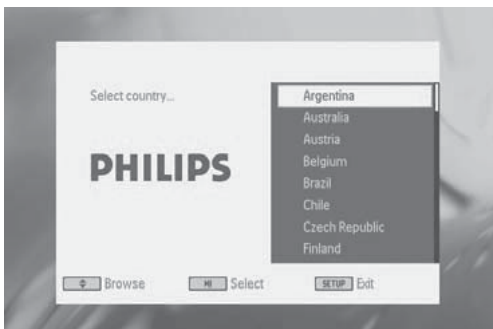 Select country...
PHILIPS
Argentina
Australia
Austria
Belgium
Brazil
Chile
Czech Republic
Finland
Browse
Select
SETUP Exit